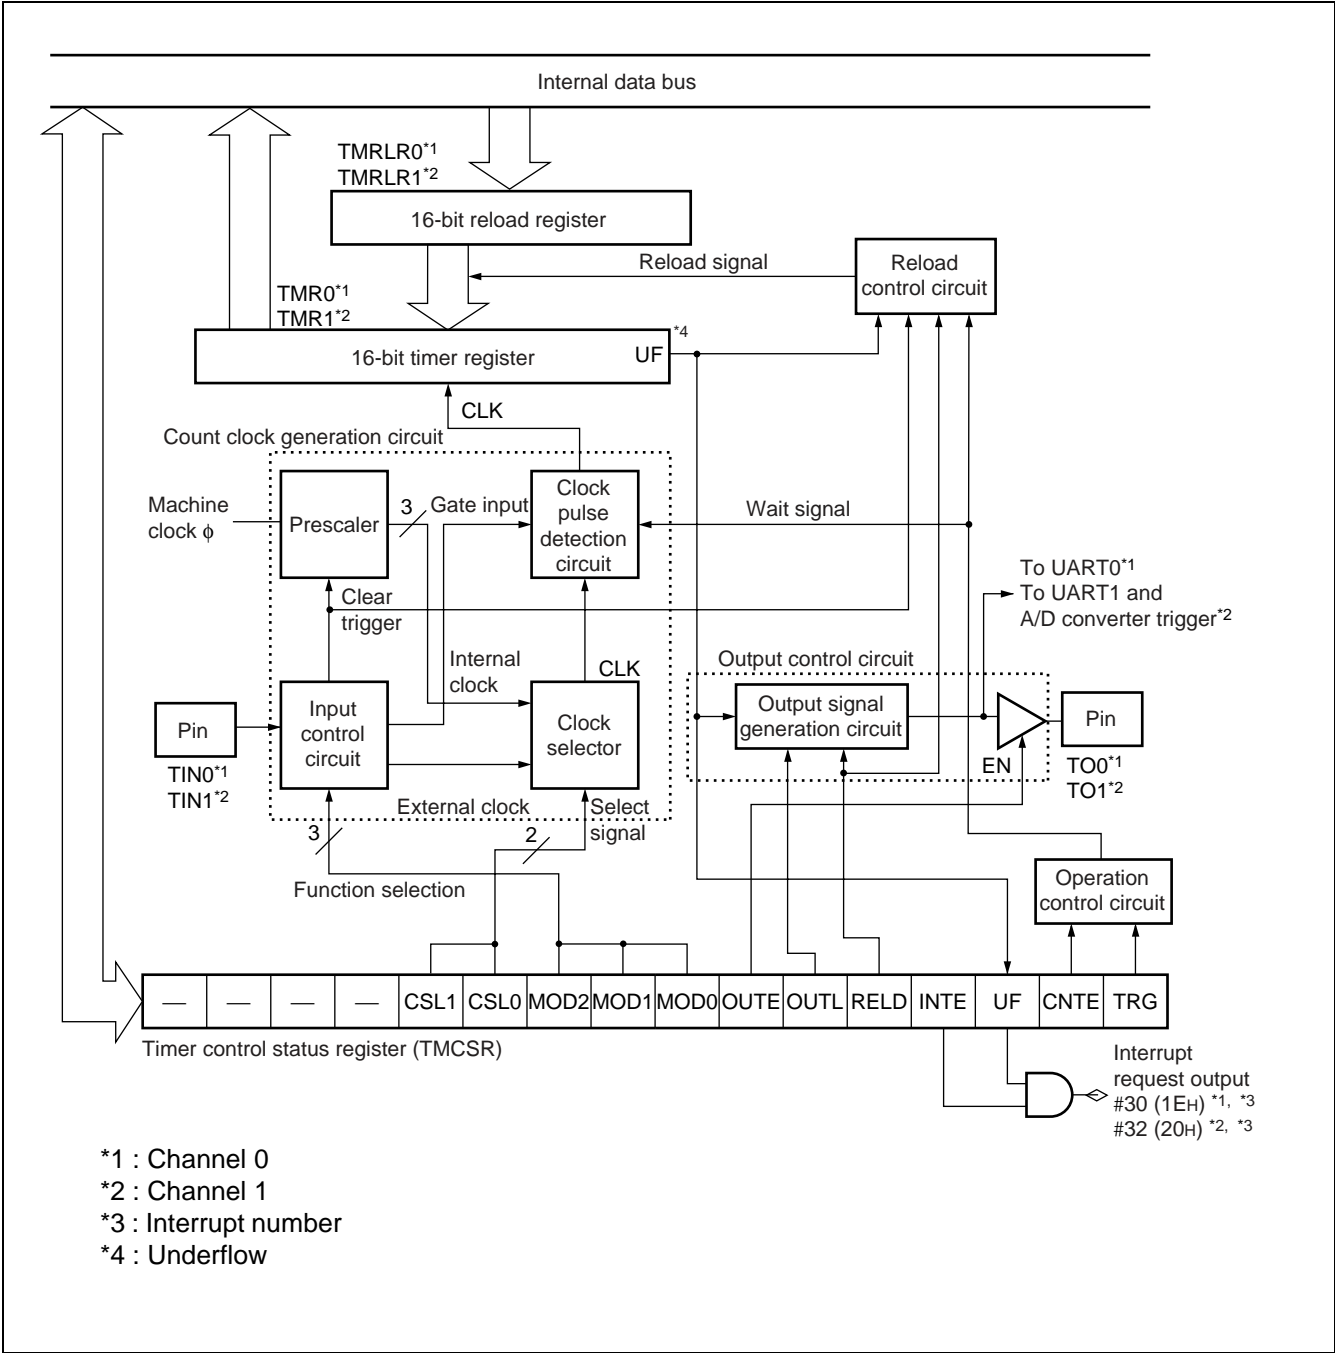 Internal data bus
TMRLR0*1
TMRLR1*2
16-bit reload register
Reload signal
Reload
control circuit
TMR0*1
TMR1*2
*4
16-bit timer register
UF
CLK
Count clock generation circuit
Machine
clock ϕ
Prescaler
3
Gate input
Clock
pulse
detection
circuit
Wait signal
Clear
trigger
To UART0*1
To UART1 and
A/D converter trigger*2
Internal
clock
CLK
Output control circuit
Pin
TIN0*1
TIN1*2
Input
control
circuit
Clock
selector
Output signal
generation circuit
EN
Pin
TO0*1
TO1*2
External clock
Select
signal
3
2
Function selection
Operation
control circuit
— — — — CSL1 CSL0 MOD2 MOD1 MOD0 OUTE OUTL RELD INTE UF CNTE TRG
Timer control status register (TMCSR)
Interrupt
request output
#30 (1EH) *1, *3
#32 (20H) *2, *3
*1 : Channel 0
*2 : Channel 1
*3 : Interrupt number
*4 : Underflow